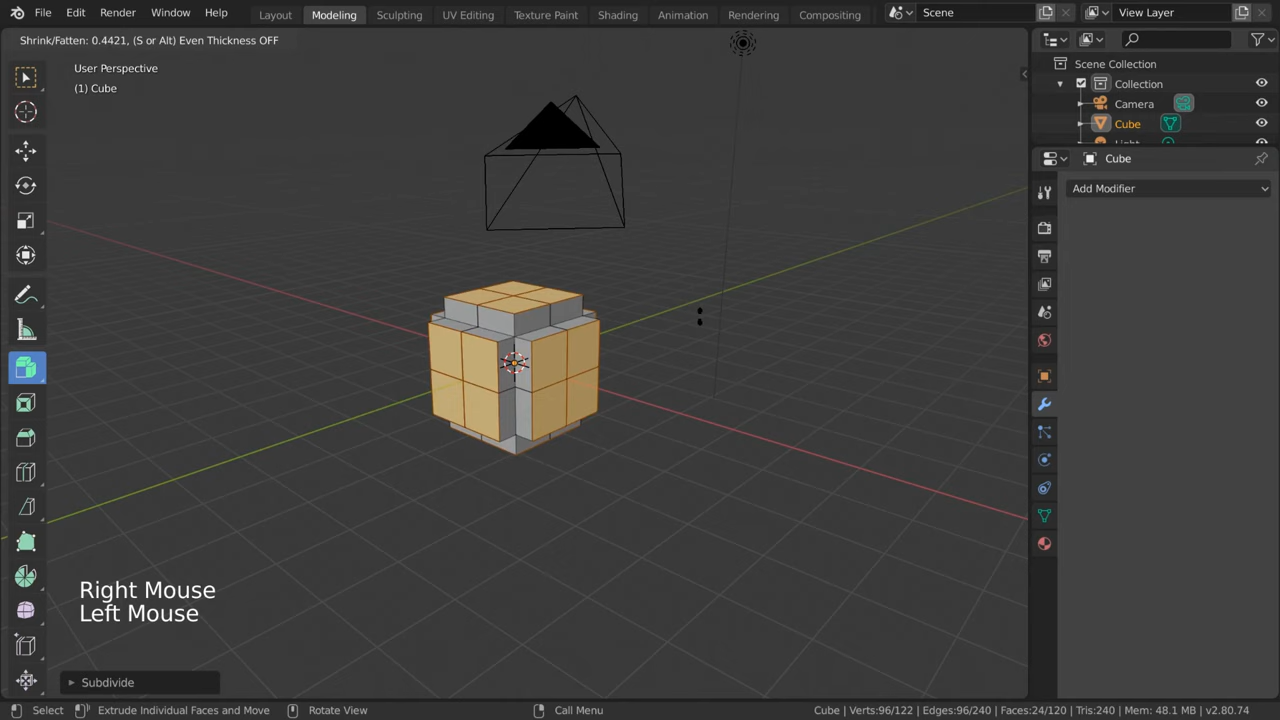 File Edit Render Window Help Layout Modeling Sculpting UV Editing Texture Paint Shading Animation Rendering Compositing Scene View Layer
Shrink/Fatten: 0.4421, (S or Alt) Even Thickness OFF
User Perspective
(1) Cube
Scene Collection
Collection
Camera
Cube
Light
Cube
Add Modifier
Right Mouse
Left Mouse
Subdivide
Select Extrude Individual Faces and Move Rotate View Call Menu Cube | Verts:96/122 | Edges:96/240 | Faces:24/120 | Tris:240 | Mem: 48.1 MB | v2.80.74